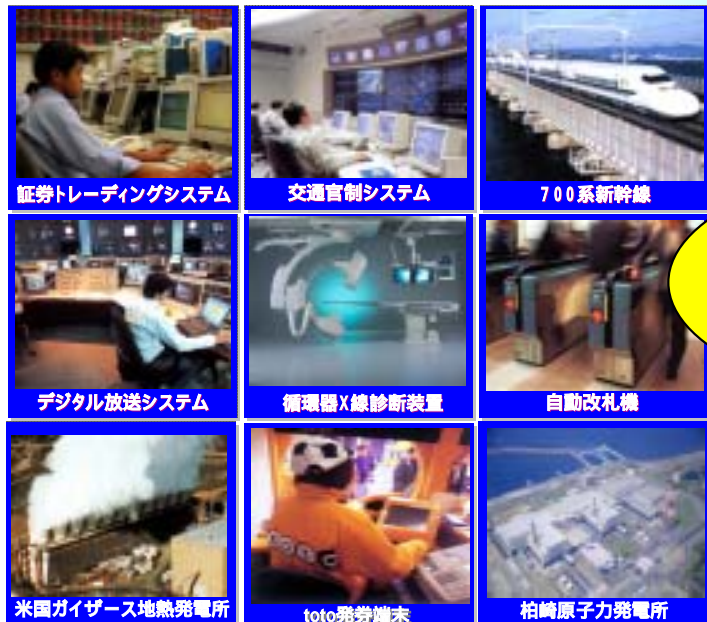 証券トレーディングシステム
交通官制システム
700系新幹線
デジタル放送システム
循環器X線診断装置
自動改札機
米国ガイザース地熱発電所
toto発券端末
柏崎原子力発電所